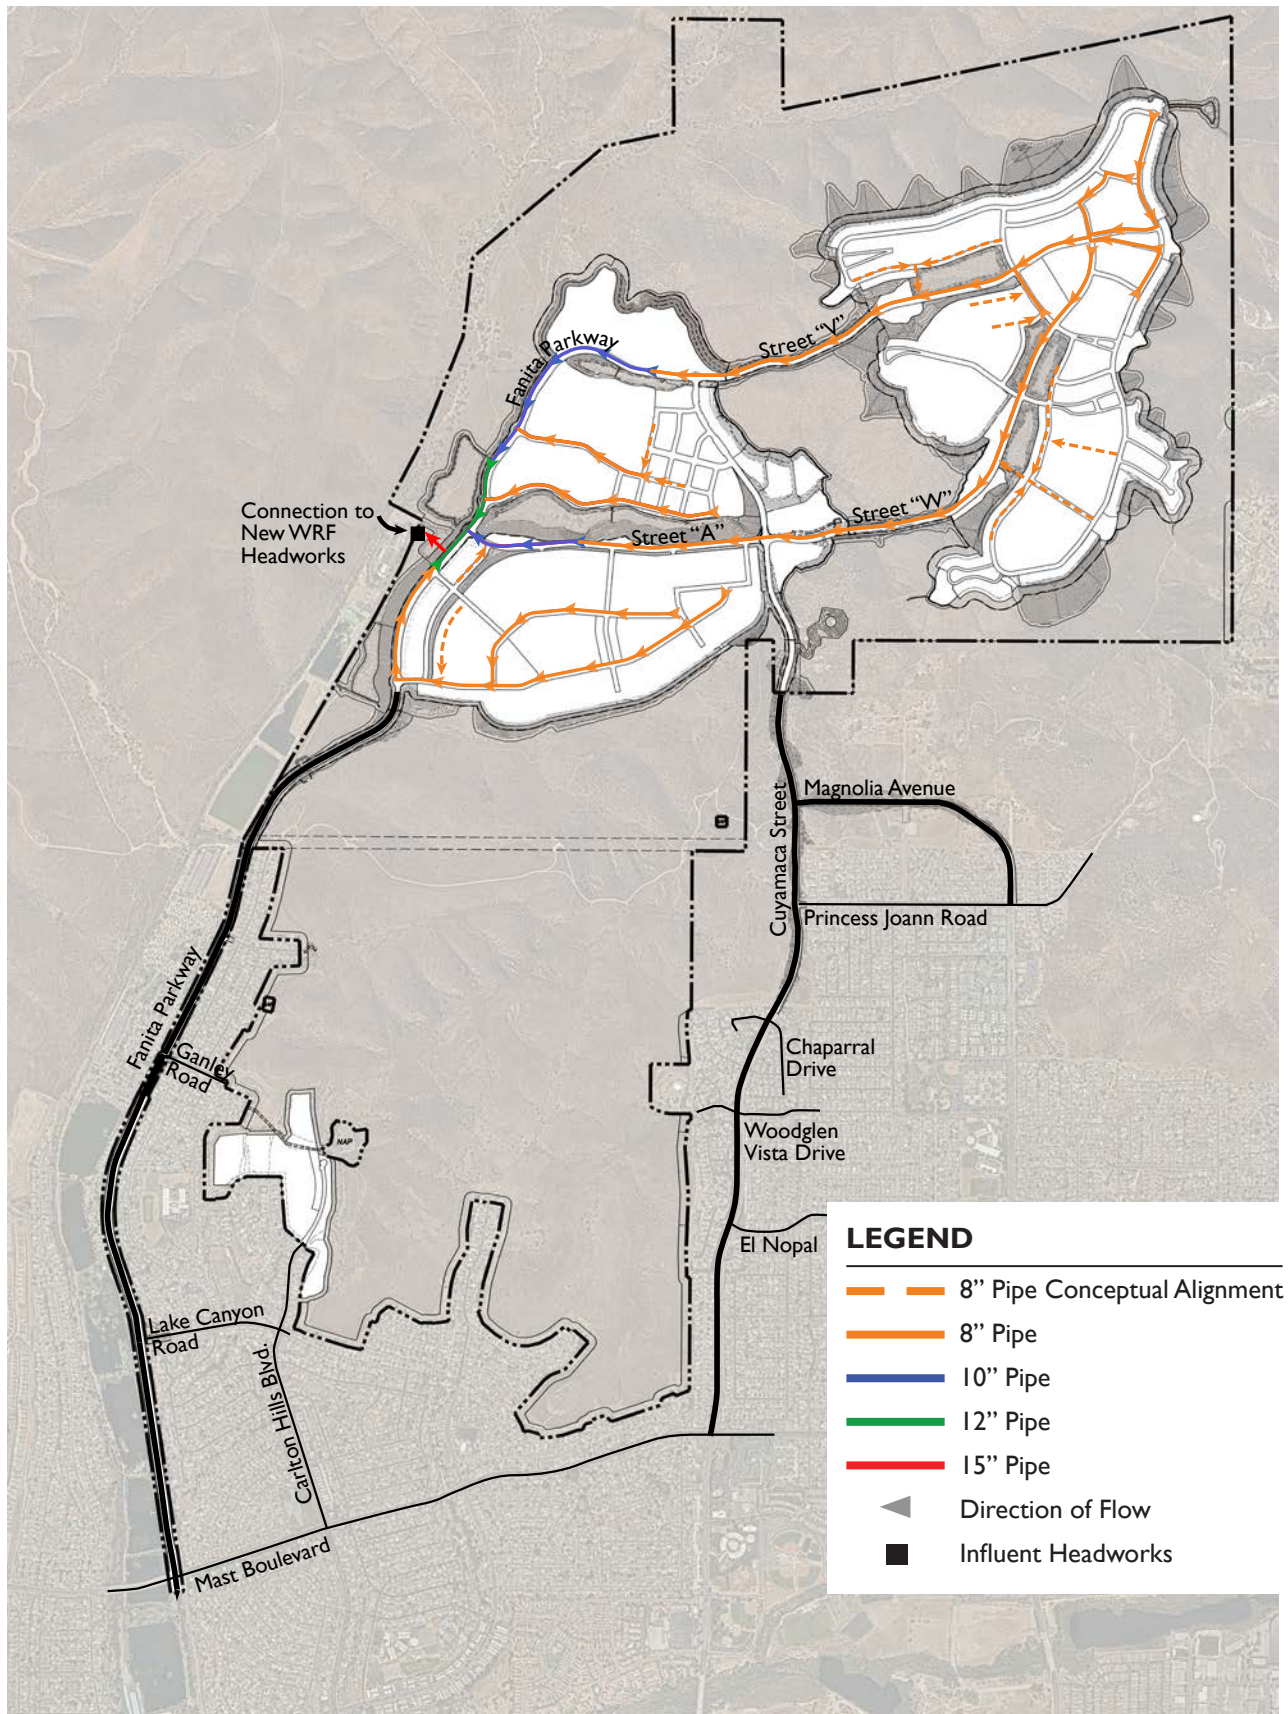 Street “V”
Fanita Parkway
Street “W”
Connection to
New WRF
Headworks
Street “A”
Magnolia Avenue
Cuyamaca Street
Princess Joann Road
Fanita Parkway
Ganley
Road
Chaparral
Drive
NAP
Woodglen
Vista Drive
El Nopal
Lake Canyon
Road
Carlton Hills Blvd.
Mast Boulevard
LEGEND
8” Pipe Conceptual Alignment
8” Pipe
10” Pipe
12” Pipe
15” Pipe
Direction of Flow
Influent Headworks